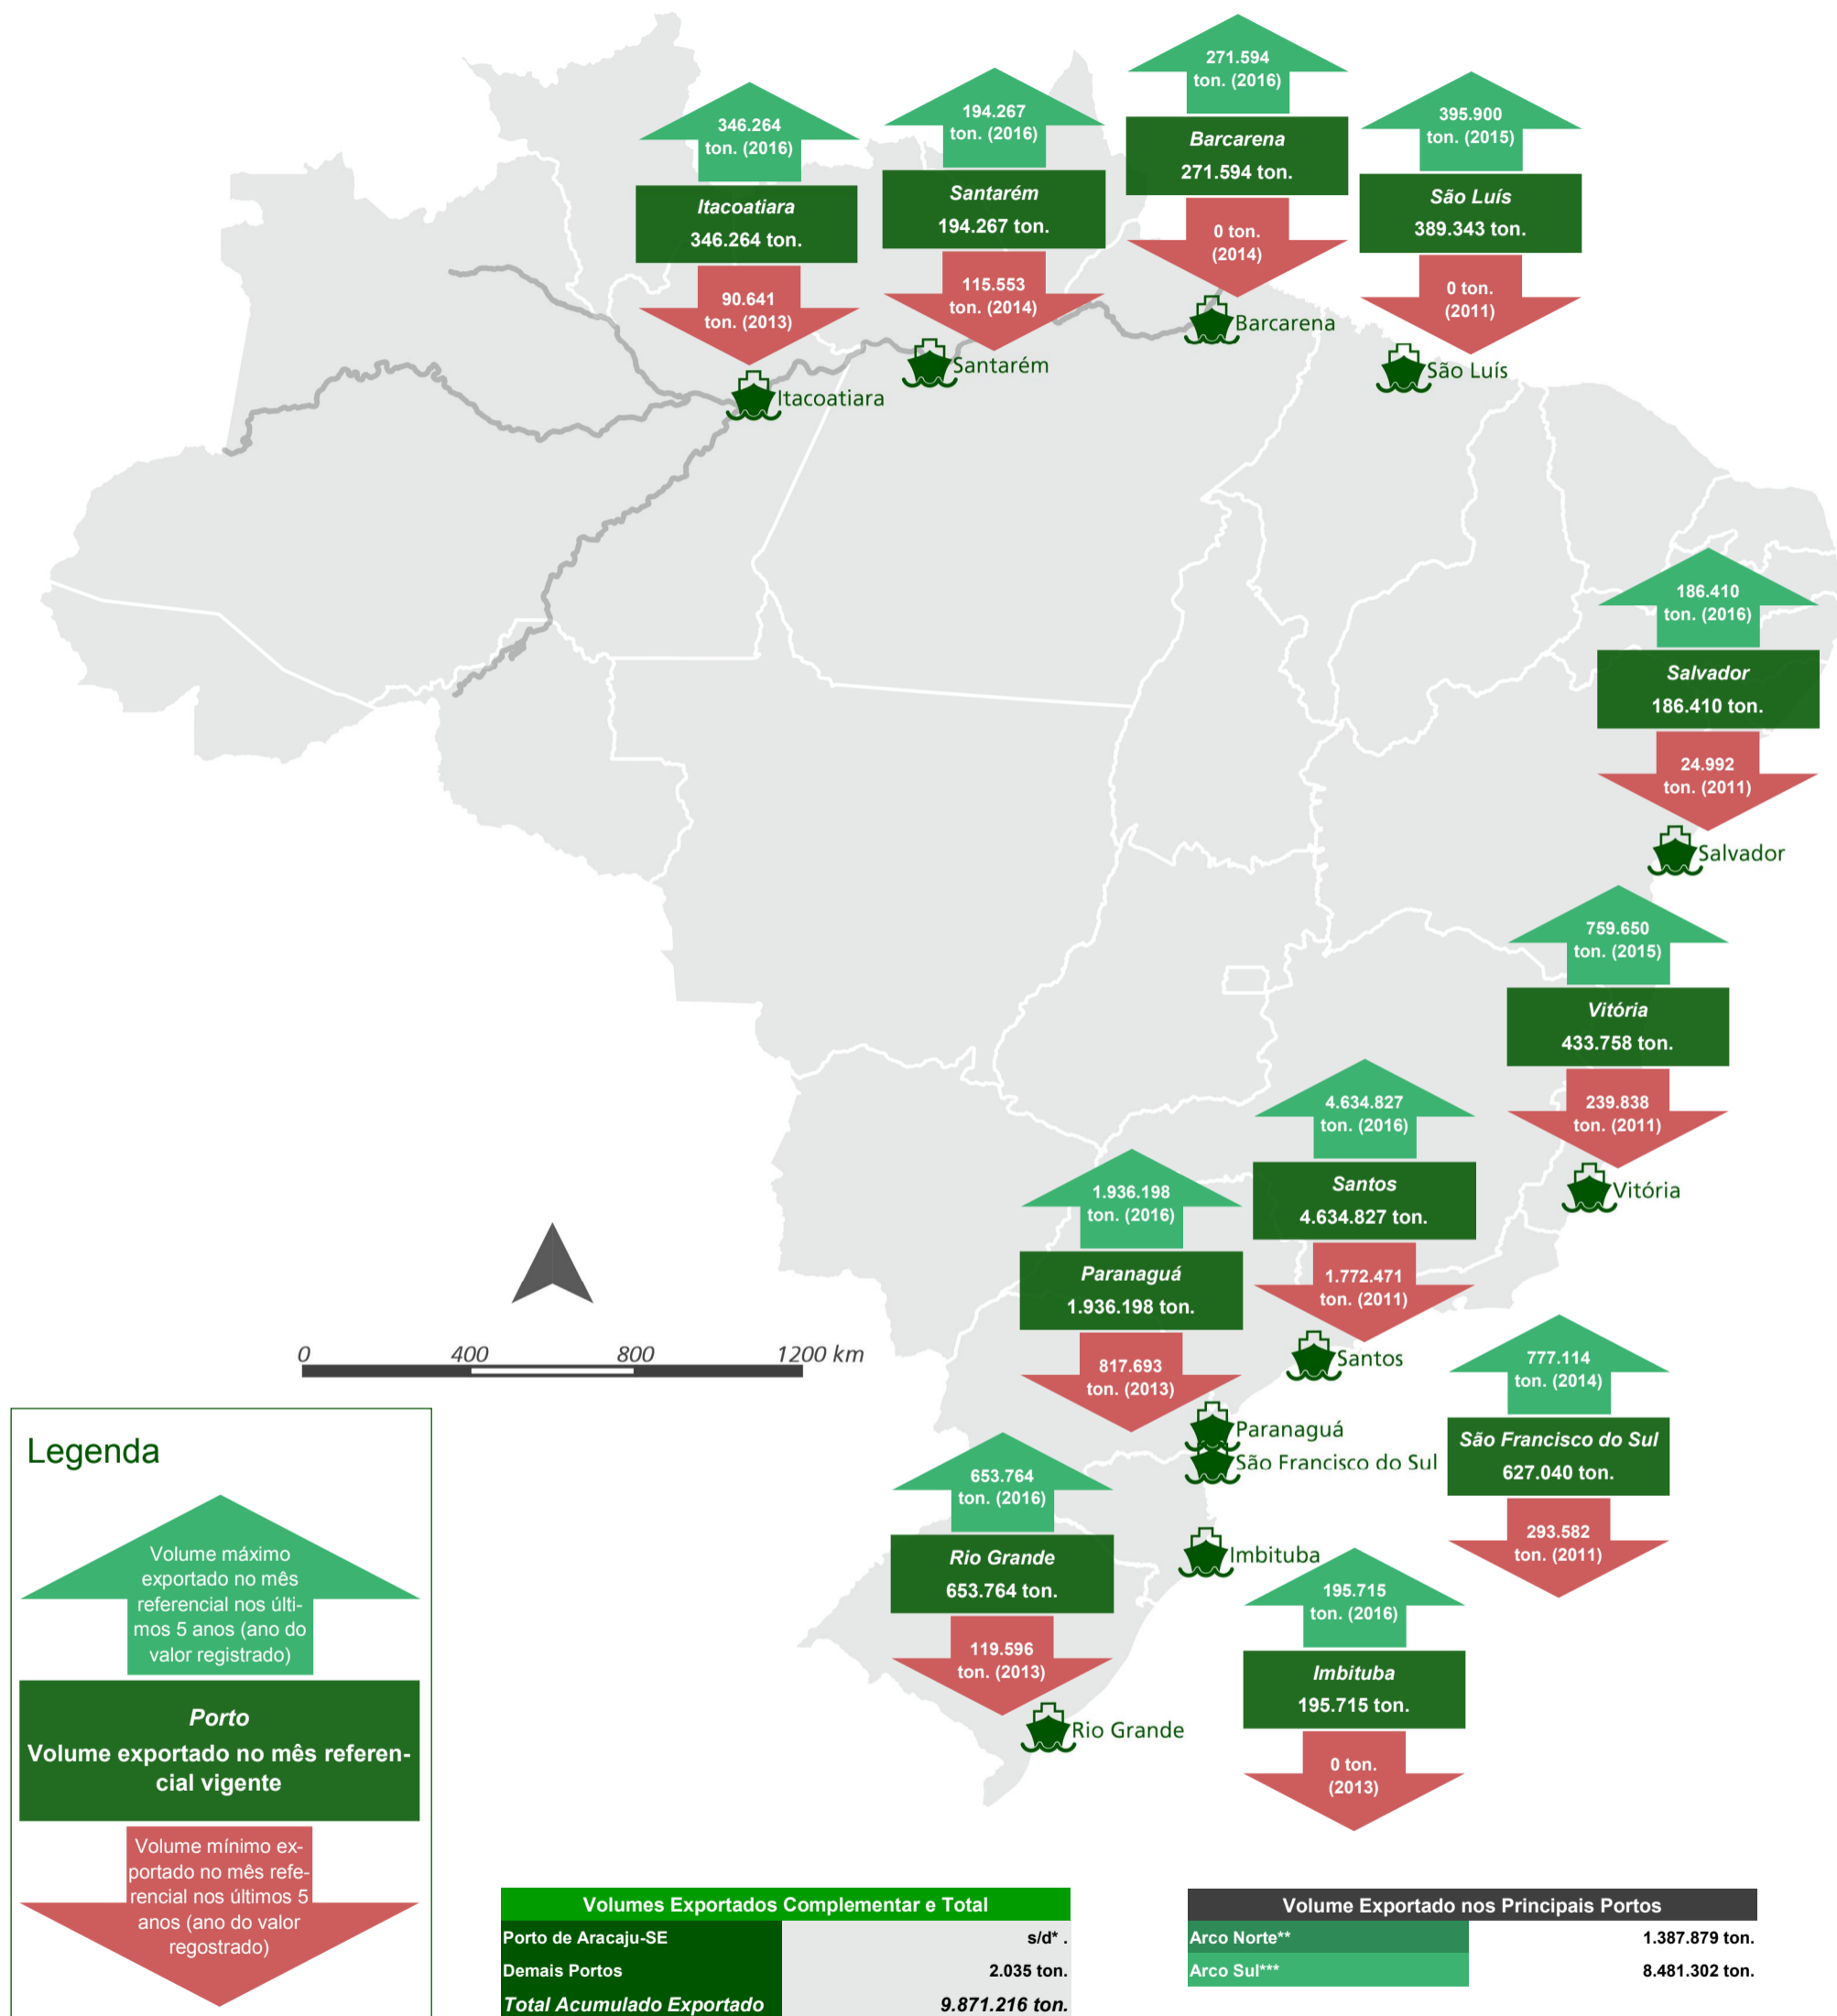 271.594
ton. (2016)
Barcarena
271.594 ton.
0 ton.
(2014)
346.264
ton. (2016)
Itacoatiara
346.264 ton.
90.641
ton. (2013)
194.267
ton. (2016)
Santarém
194.267 ton.
115.553
ton. (2014)
395.900
ton. (2015)
São Luís
389.343 ton.
0 ton.
(2011)
Barcarena
Santarém
São Luís
Itacoatiara
186.410
ton. (2016)
Salvador
186.410 ton.
24.992
ton. (2011)
Salvador
759.650
ton. (2015)
Vitória
433.758 ton.
239.838
ton. (2011)
Vitória
4.634.827
ton. (2016)
Santos
4.634.827 ton.
1.772.471
ton. (2011)
Santos
1.936.198
ton. (2016)
Paranaguá
1.936.198 ton.
817.693
ton. (2013)
Paranaguá
São Francisco do Sul
777.114
ton. (2014)
São Francisco do Sul
627.040 ton.
293.582
ton. (2011)
0 400 800 1200 km
653.764
ton. (2016)
Rio Grande
653.764 ton.
119.596
ton. (2013)
Rio Grande
Imbituba
195.715
ton. (2016)
Imbituba
195.715 ton.
0 ton.
(2013)
Legenda
Volume máximo
exportado no mês
referencial nos últi-
mos 5 anos (ano do
valor registrado)
Porto
Volume exportado no mês referen-
cial vigente
Volume mínimo ex-
portado no mês refe-
rencial nos últimos 5
anos (ano do valor
regostrado)
Volumes Exportados Complementar e Total
Porto de Aracaju-SE s/d* .
Demais Portos 2.035 ton.
Total Acumulado Exportado 9.871.216 ton.
Volume Exportado nos Principais Portos
Arco Norte** 1.387.879 ton.
Arco Sul*** 8.481.302 ton.